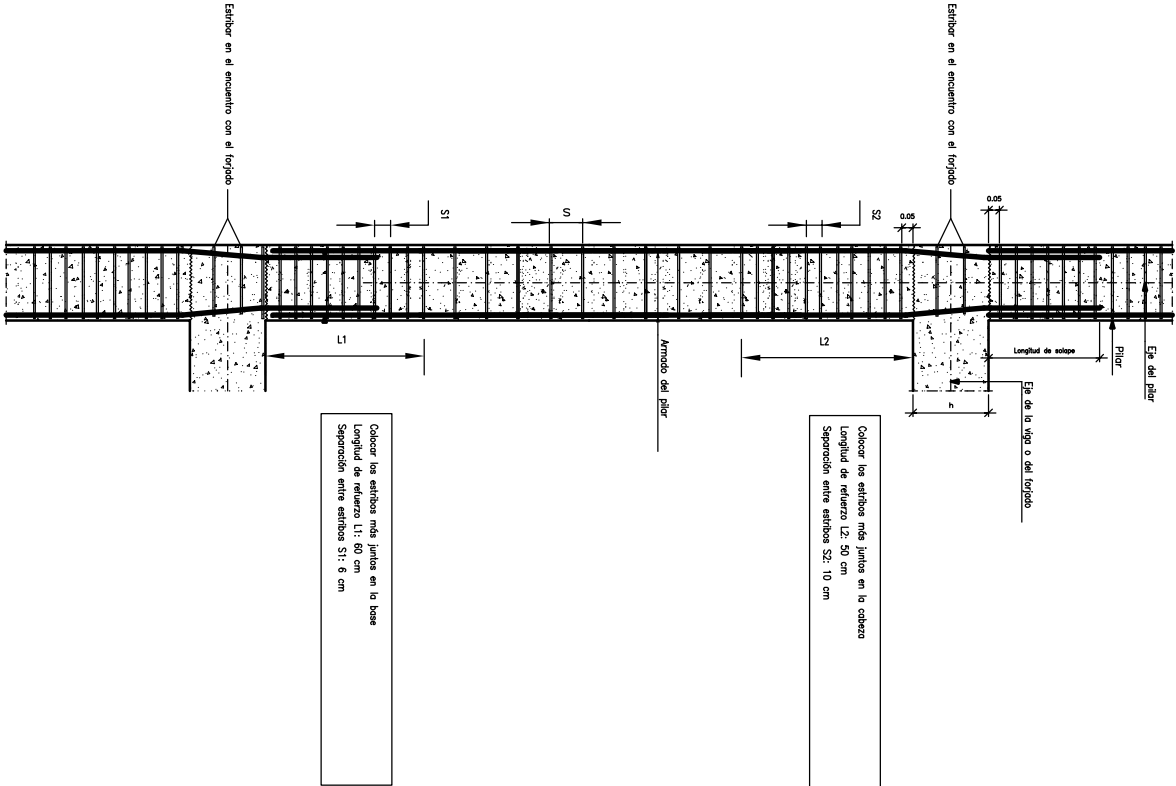 Eje del pilar
Pilar
Longitud de solape
0.05
Estribar en el encuentro con el forjado
Eje de la viga o del forjado
h
0.05
S2
L2
Colocar los estribos más juntos en la cabeza
Longitud de refuerzo L2: 50 cm
Separación entre estribos S2: 10 cm
S
Armado del pilar
S1
L1
Colocar los estribos más juntos en la base
Longitud de refuerzo L1: 60 cm
Separación entre estribos S1: 6 cm
Estribar en el encuentro con el forjado